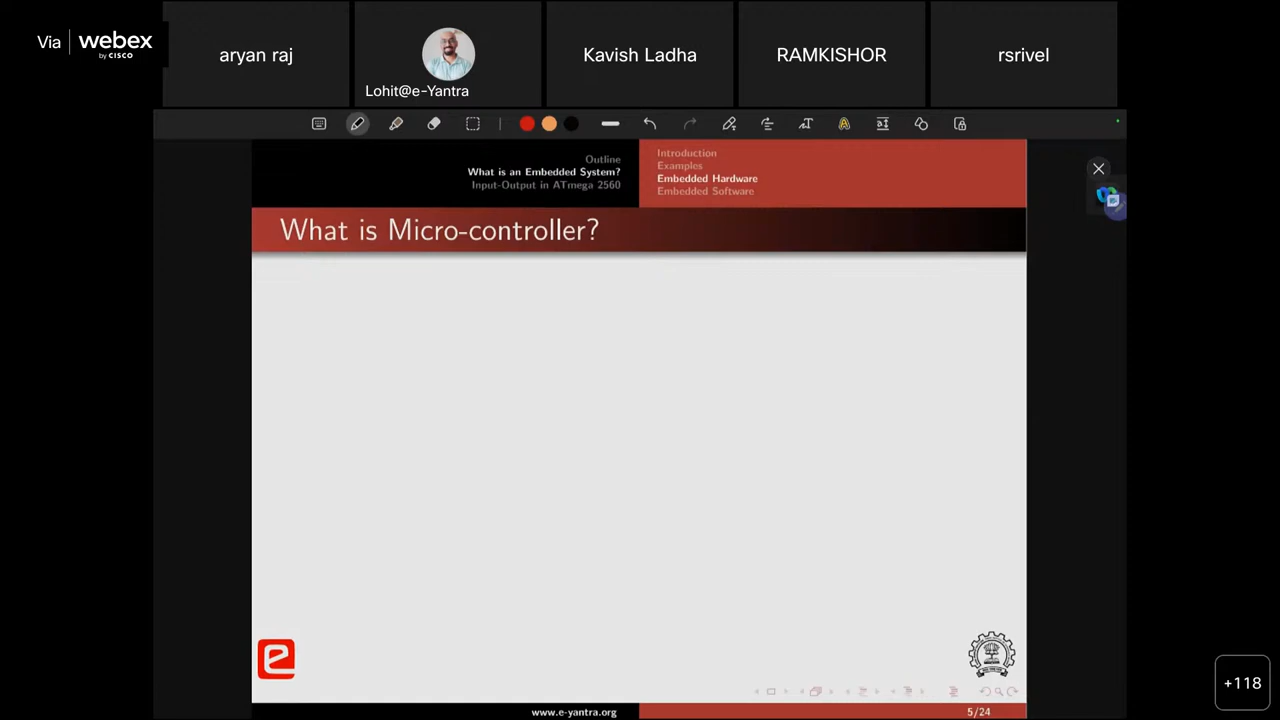 Via webex
by CISCO
aryan raj
Lohit@e-Yantra
Kavish Ladha
RAMKISHOR
rsrivel
Outline
What is an Embedded System?
Input-Output in ATmega 2560
Introduction
Examples
Embedded Hardware
Embedded Software
What is Micro-controller?
www.e-yantra.org
5/24
+118